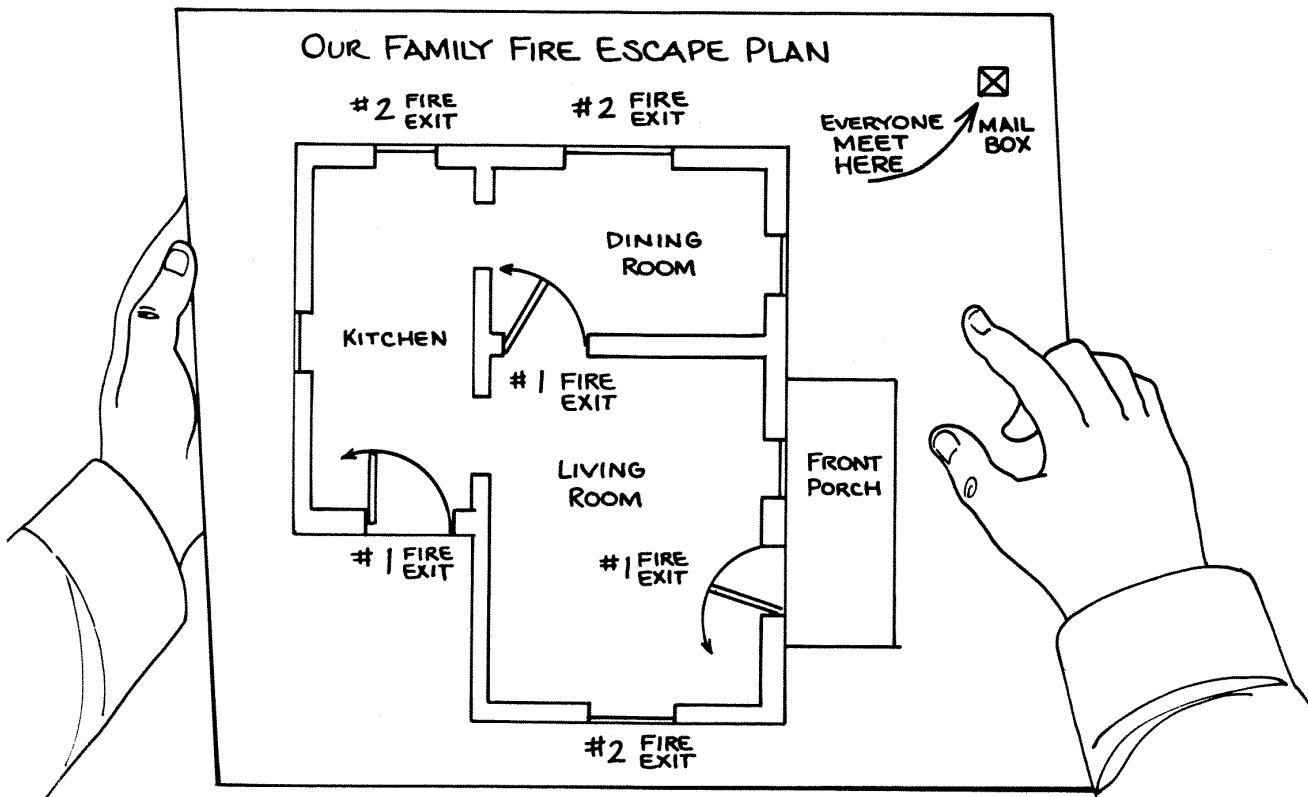 OUR FAMILY FIRE ESCAPE PLAN
#2 FIRE
EXIT
#2 FIRE
EXIT
EVERYONE
MEET
HERE
MAIL
BOX
DINING
ROOM
KITCHEN
#1 FIRE
EXIT
LIVING
ROOM
FRONT
PORCH
#1 FIRE
EXIT
#1 FIRE
EXIT
#2 FIRE
EXIT